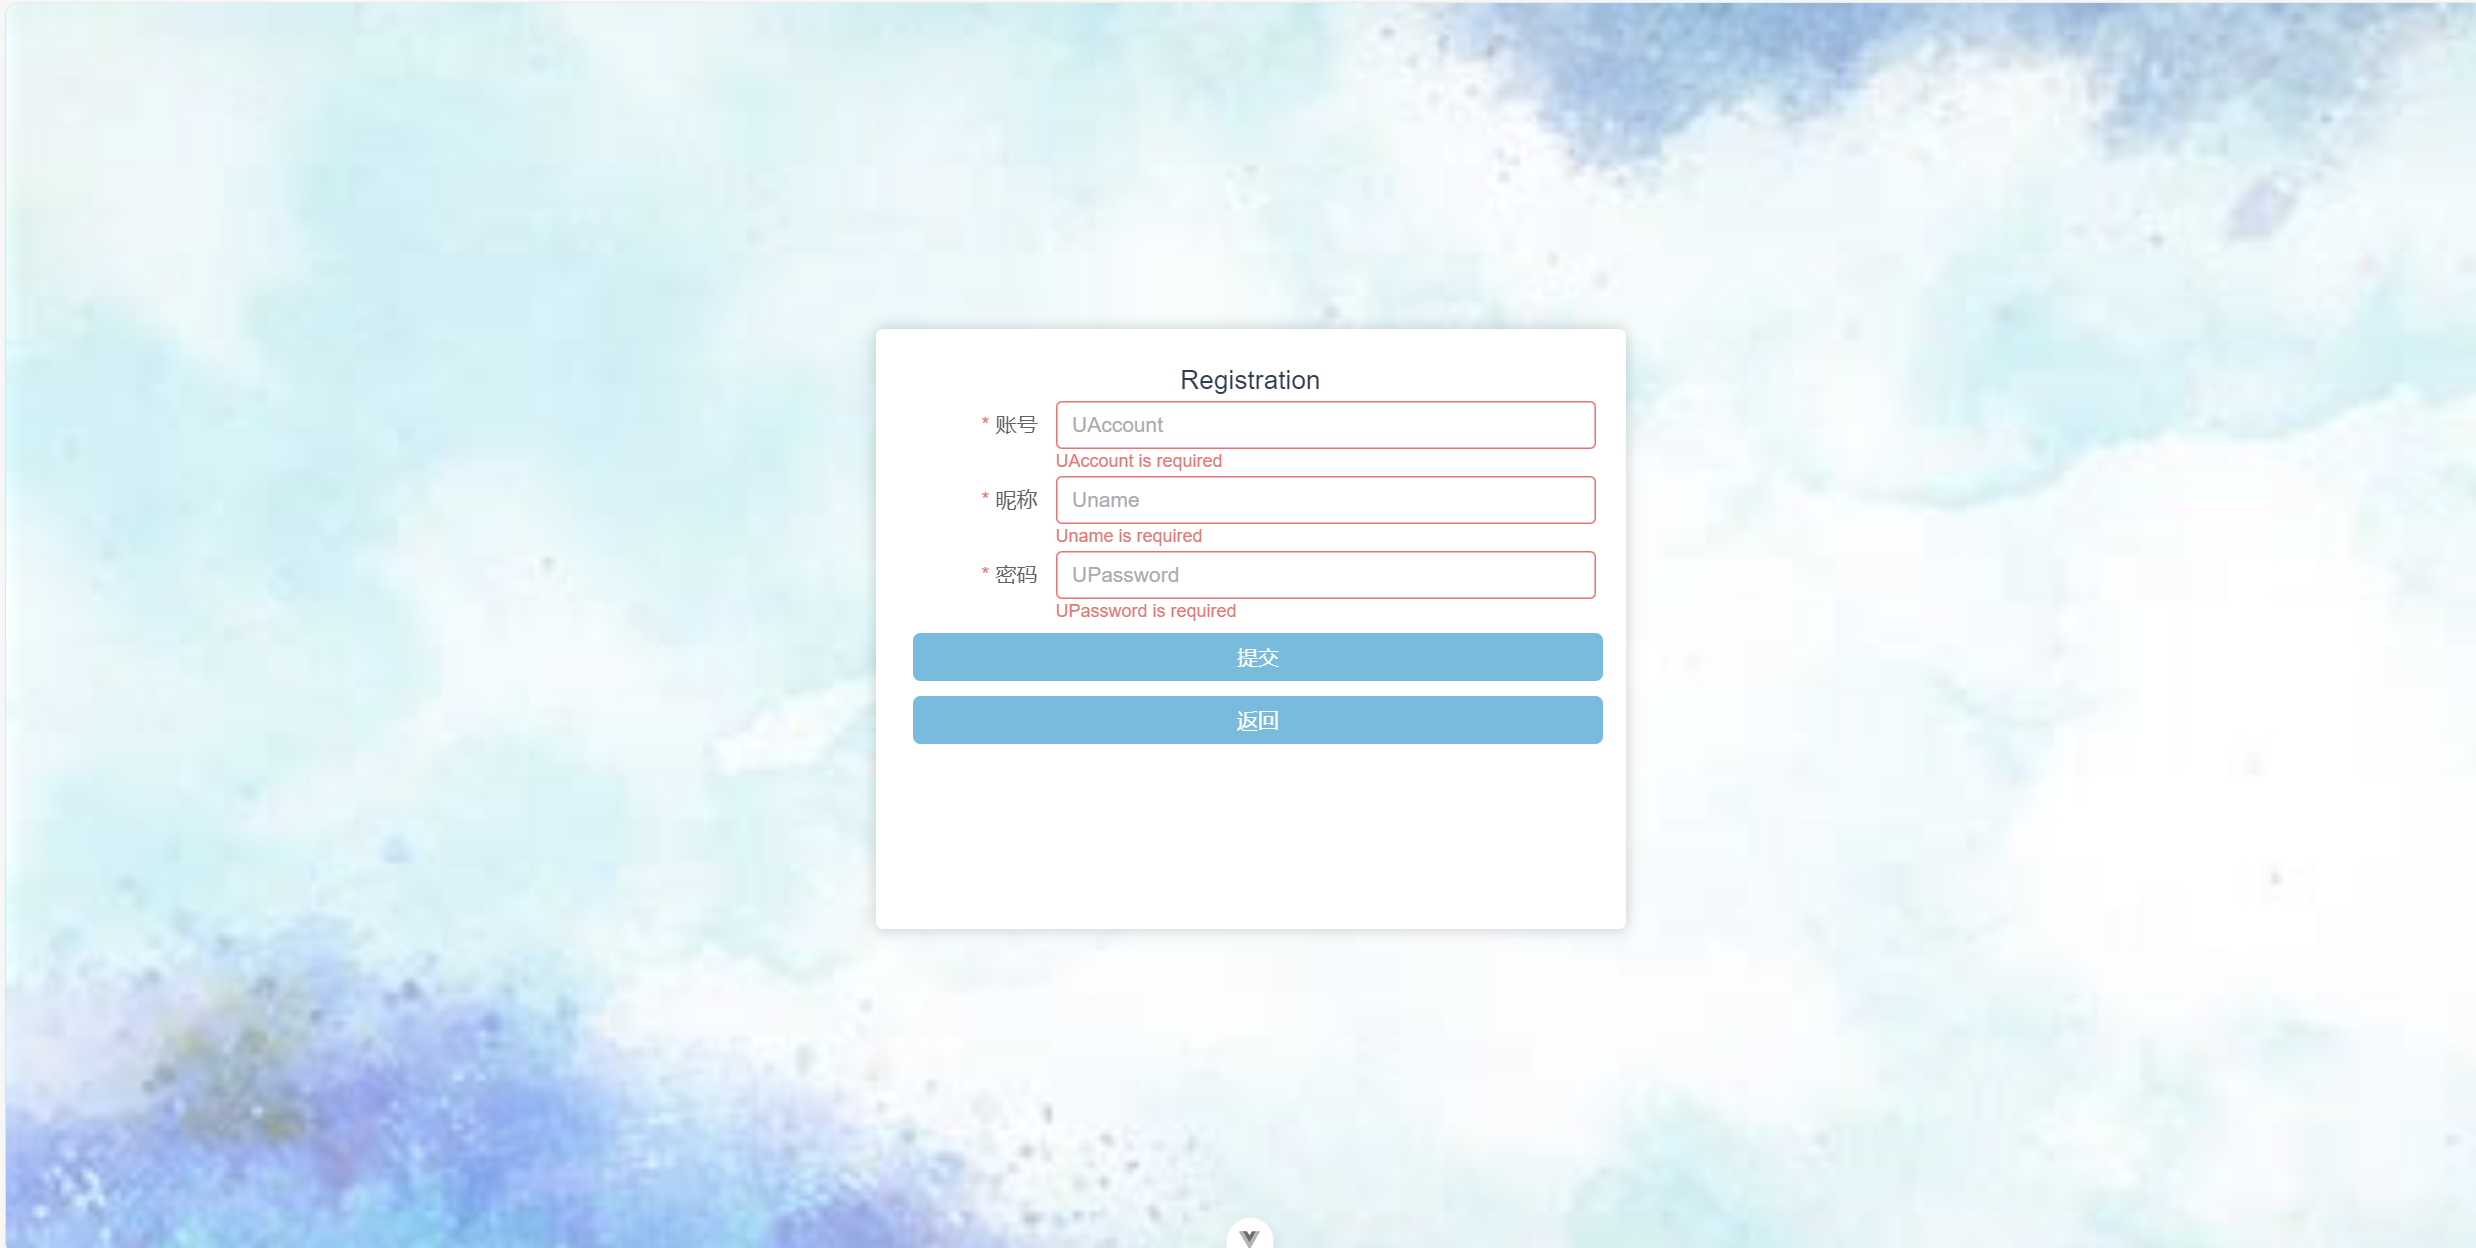 Registration
* 账号 UAccount
UAccount is required
* 昵称 Uname
Uname is required
* 密码 UPassword
UPassword is required
提交
返回